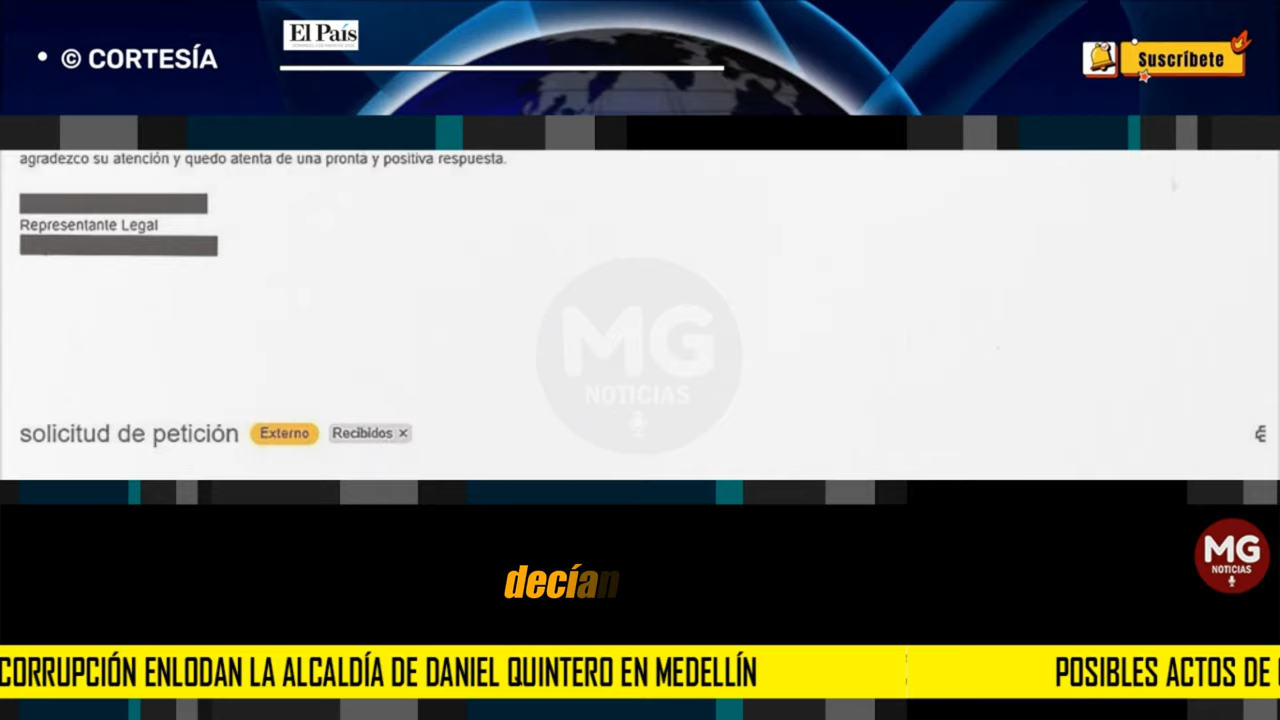 • © CORTESÍA
El País
Suscríbete
agradezco su atención y quedo atenta de una pronta y positiva respuesta.
Representante Legal
MG
NOTICIAS
solicitud de petición Externo Recibidos ×
decían
MG
NOTICIAS
CORRUPCIÓN ENLODAN LA ALCALDÍA DE DANIEL QUINTERO EN MEDELLÍN POSIBLES ACTOS DE